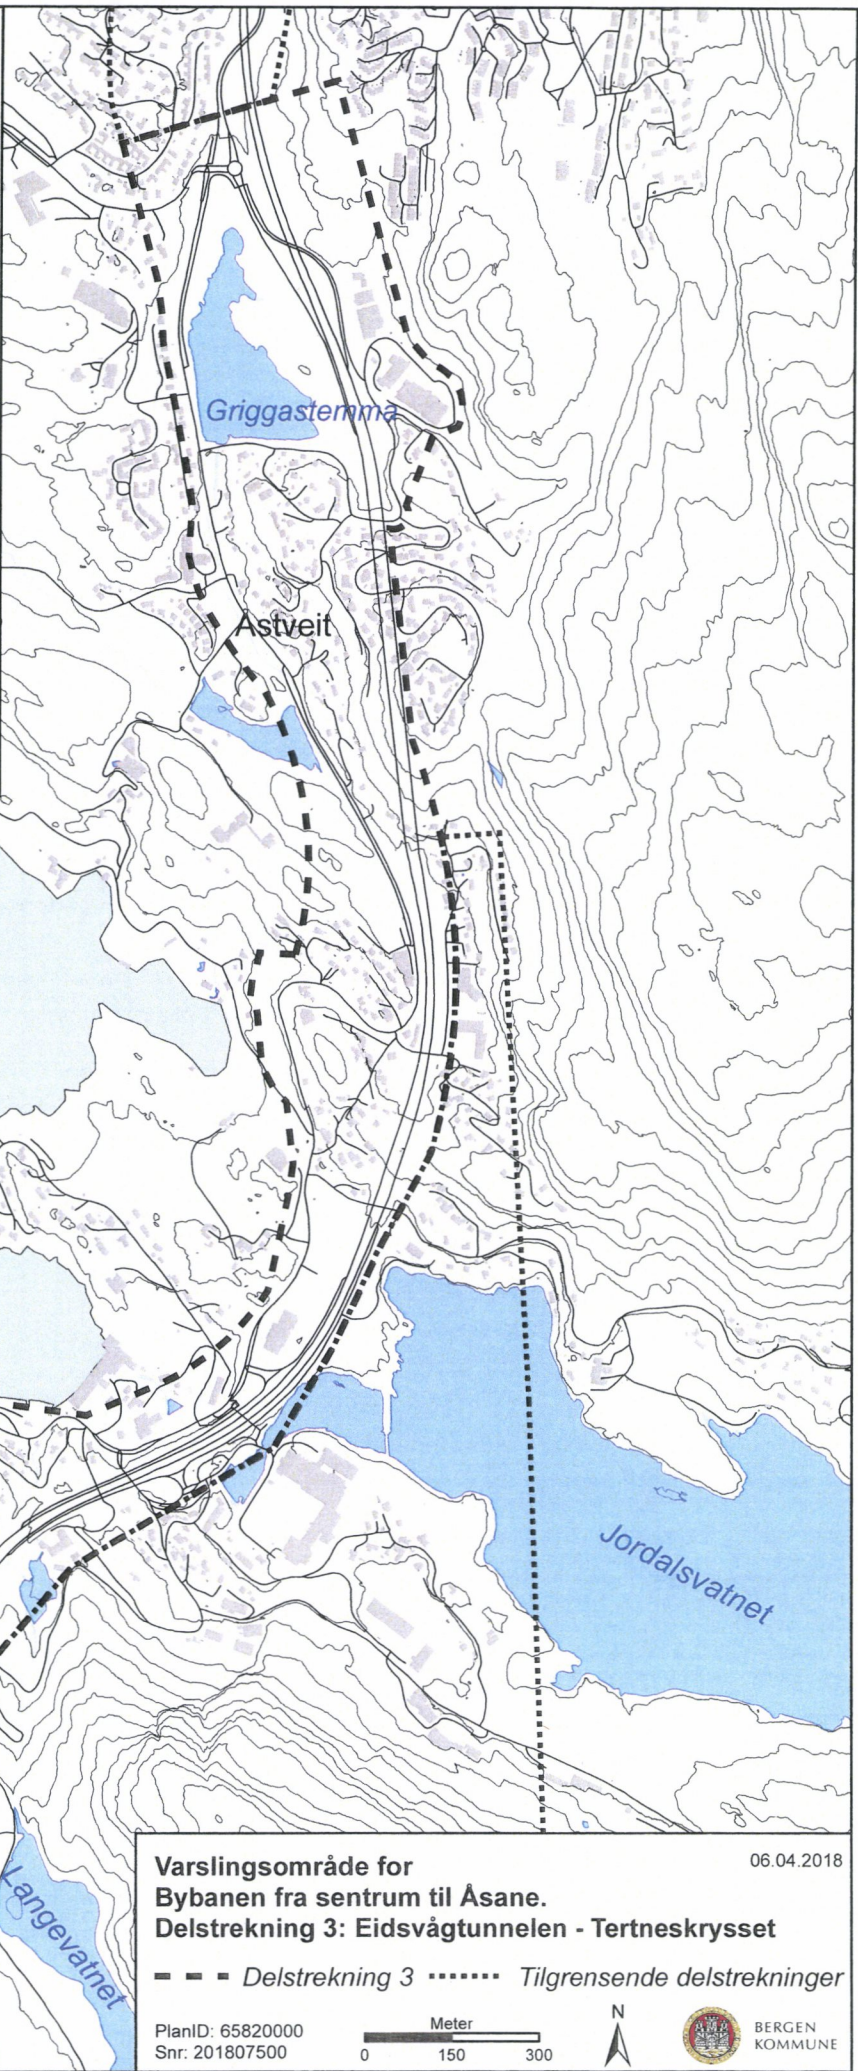 Griggastemma
Åstveit
Jordalsvatnet
Langevatnet
Varslingsområde for
Bybanen fra sentrum til Åsane.
Delstrekning 3: Eidsvågtunnelen - Tertneskrysset
06.04.2018
Delstrekning 3
Tilgrensende delstrekninger
PlanID: 65820000
Snr: 201807500
Meter
0 150 300
N
BERGEN
KOMMUNE